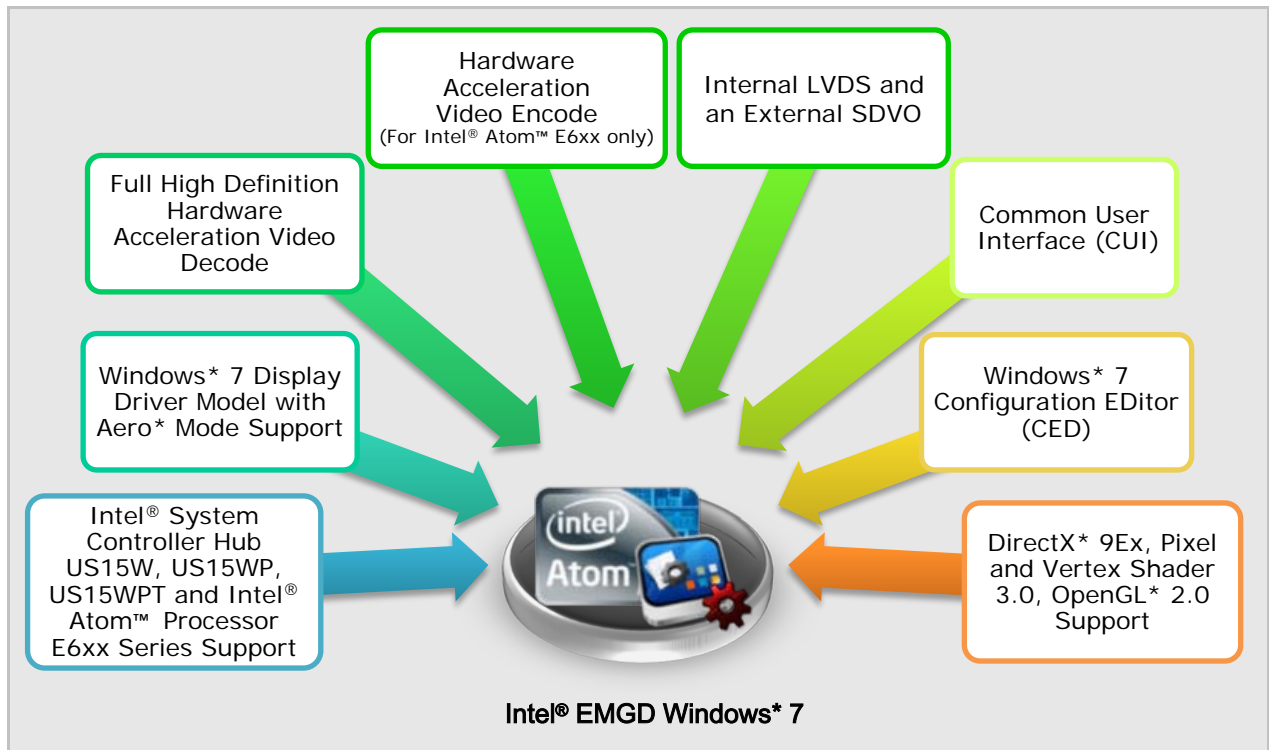 Hardware
Acceleration
Video Encode
(For Intel® Atom™ E6xx only)
Internal LVDS and
an External SDVO
Full High Definition
Hardware
Acceleration Video
Decode
Common User
Interface (CUI)
Windows* 7 Display
Driver Model with
Aero* Mode Support
Windows* 7
Configuration EDitor
(CED)
Intel® System
Controller Hub
US15W, US15WP,
US15WPT and Intel®
Atom™ Processor
E6xx Series Support
DirectX* 9Ex, Pixel
and Vertex Shader
3.0, OpenGL* 2.0
Support
intel
Atom
Intel® EMGD Windows* 7